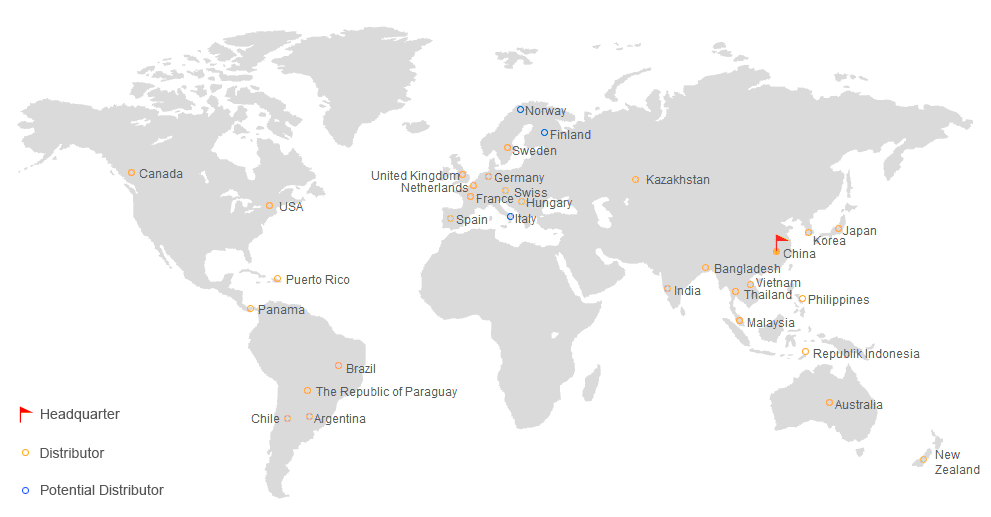 Norway
Finland
Sweden
Canada
United Kingdom
Germany
Kazakhstan
Netherlands
Swiss
France
Hungary
USA
Spain
Italy
Japan
Korea
China
Bangladesh
Puerto Rico
Vietnam
India
Thailand
Philippines
Panama
Malaysia
Republik Indonesia
Brazil
The Republic of Paraguay
Australia
Headquarter
Chile
Argentina
Distributor
New
Zealand
Potential Distributor